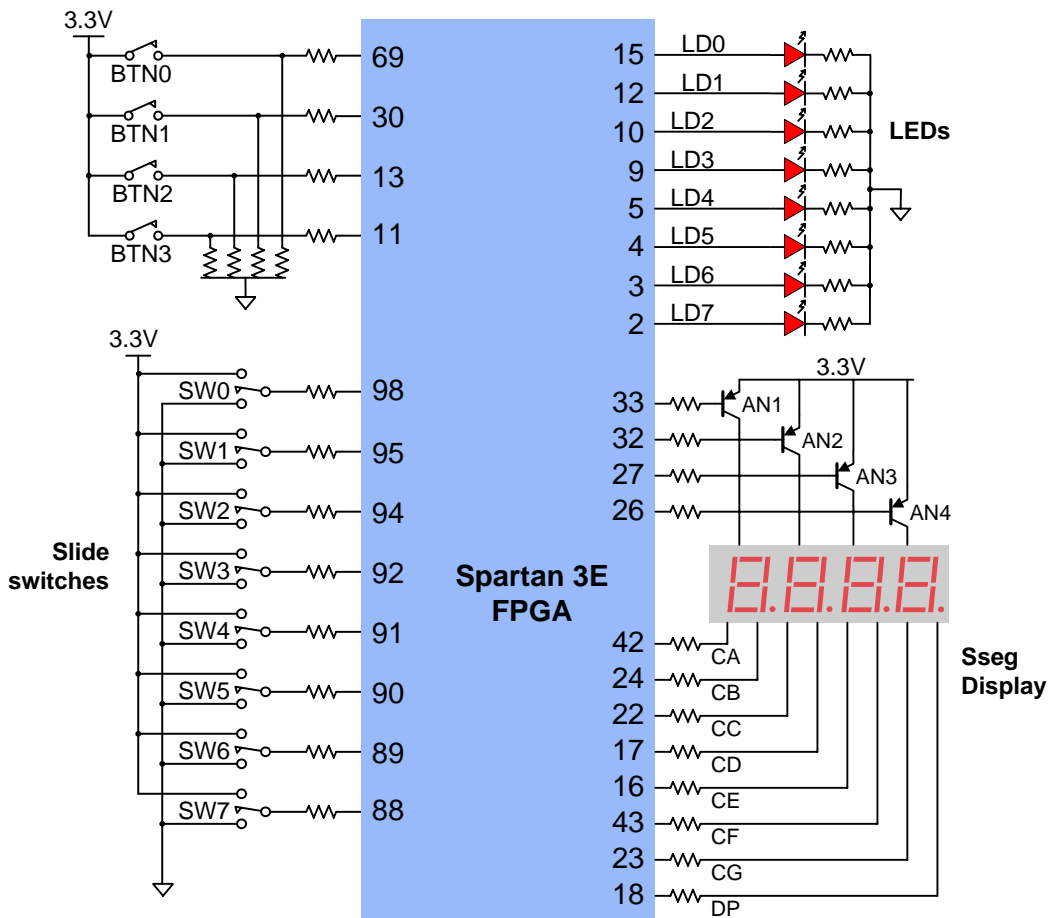 3.3V
BTN0
69
BTN1
30
BTN2
13
BTN3
11
15 LD0
12 LD1
10 LD2
9 LD3
5 LD4
4 LD5
3 LD6
2 LD7
LEDs
3.3V
SW0
98
SW1
95
SW2
94
SW3
92
SW4
91
SW5
90
SW6
89
SW7
88
Slide
switches
Spartan 3E
FPGA
3.3V
33
AN1
32
AN2
27
AN3
26
AN4
8.8.8.8.
42
CA
24
CB
22
CC
17
CD
16
CE
43
CF
23
CG
18
DP
Sseg
Display